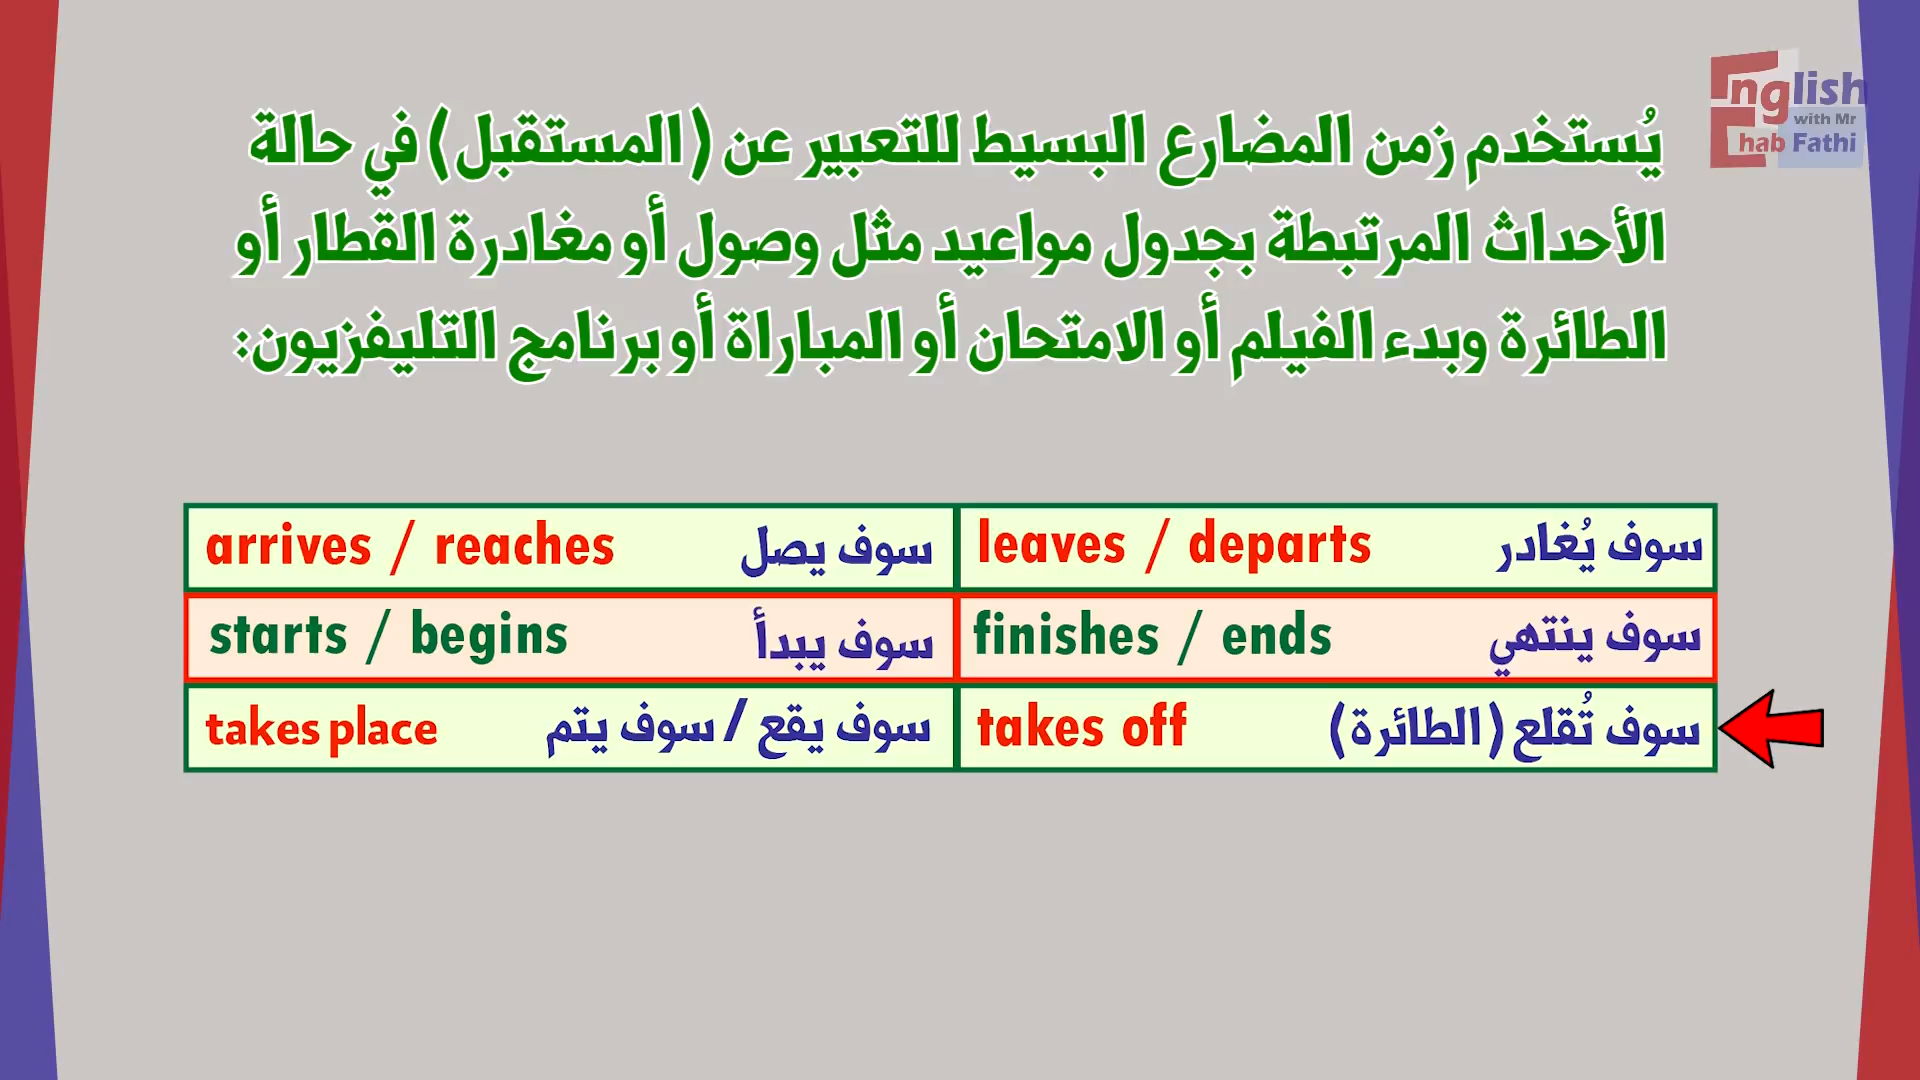 English
with Mr
Ehab Fathi
يُستخدم زمن المضارع البسيط للتعبير عن (المستقبل) في حالة
الأحداث المرتبطة بجدول مواعيد مثل وصول أو مغادرة القطار أو
الطائرة وبدء الفيلم أو الامتحان أو المباراة أو برنامج التليفزيون:
arrives / reaches سوف يصل
leaves / departs سوف يُغادر
starts / begins سوف يبدأ
finishes / ends سوف ينتهي
takes place سوف يقع / سوف يتم
takes off سوف تُقلع (الطائرة)